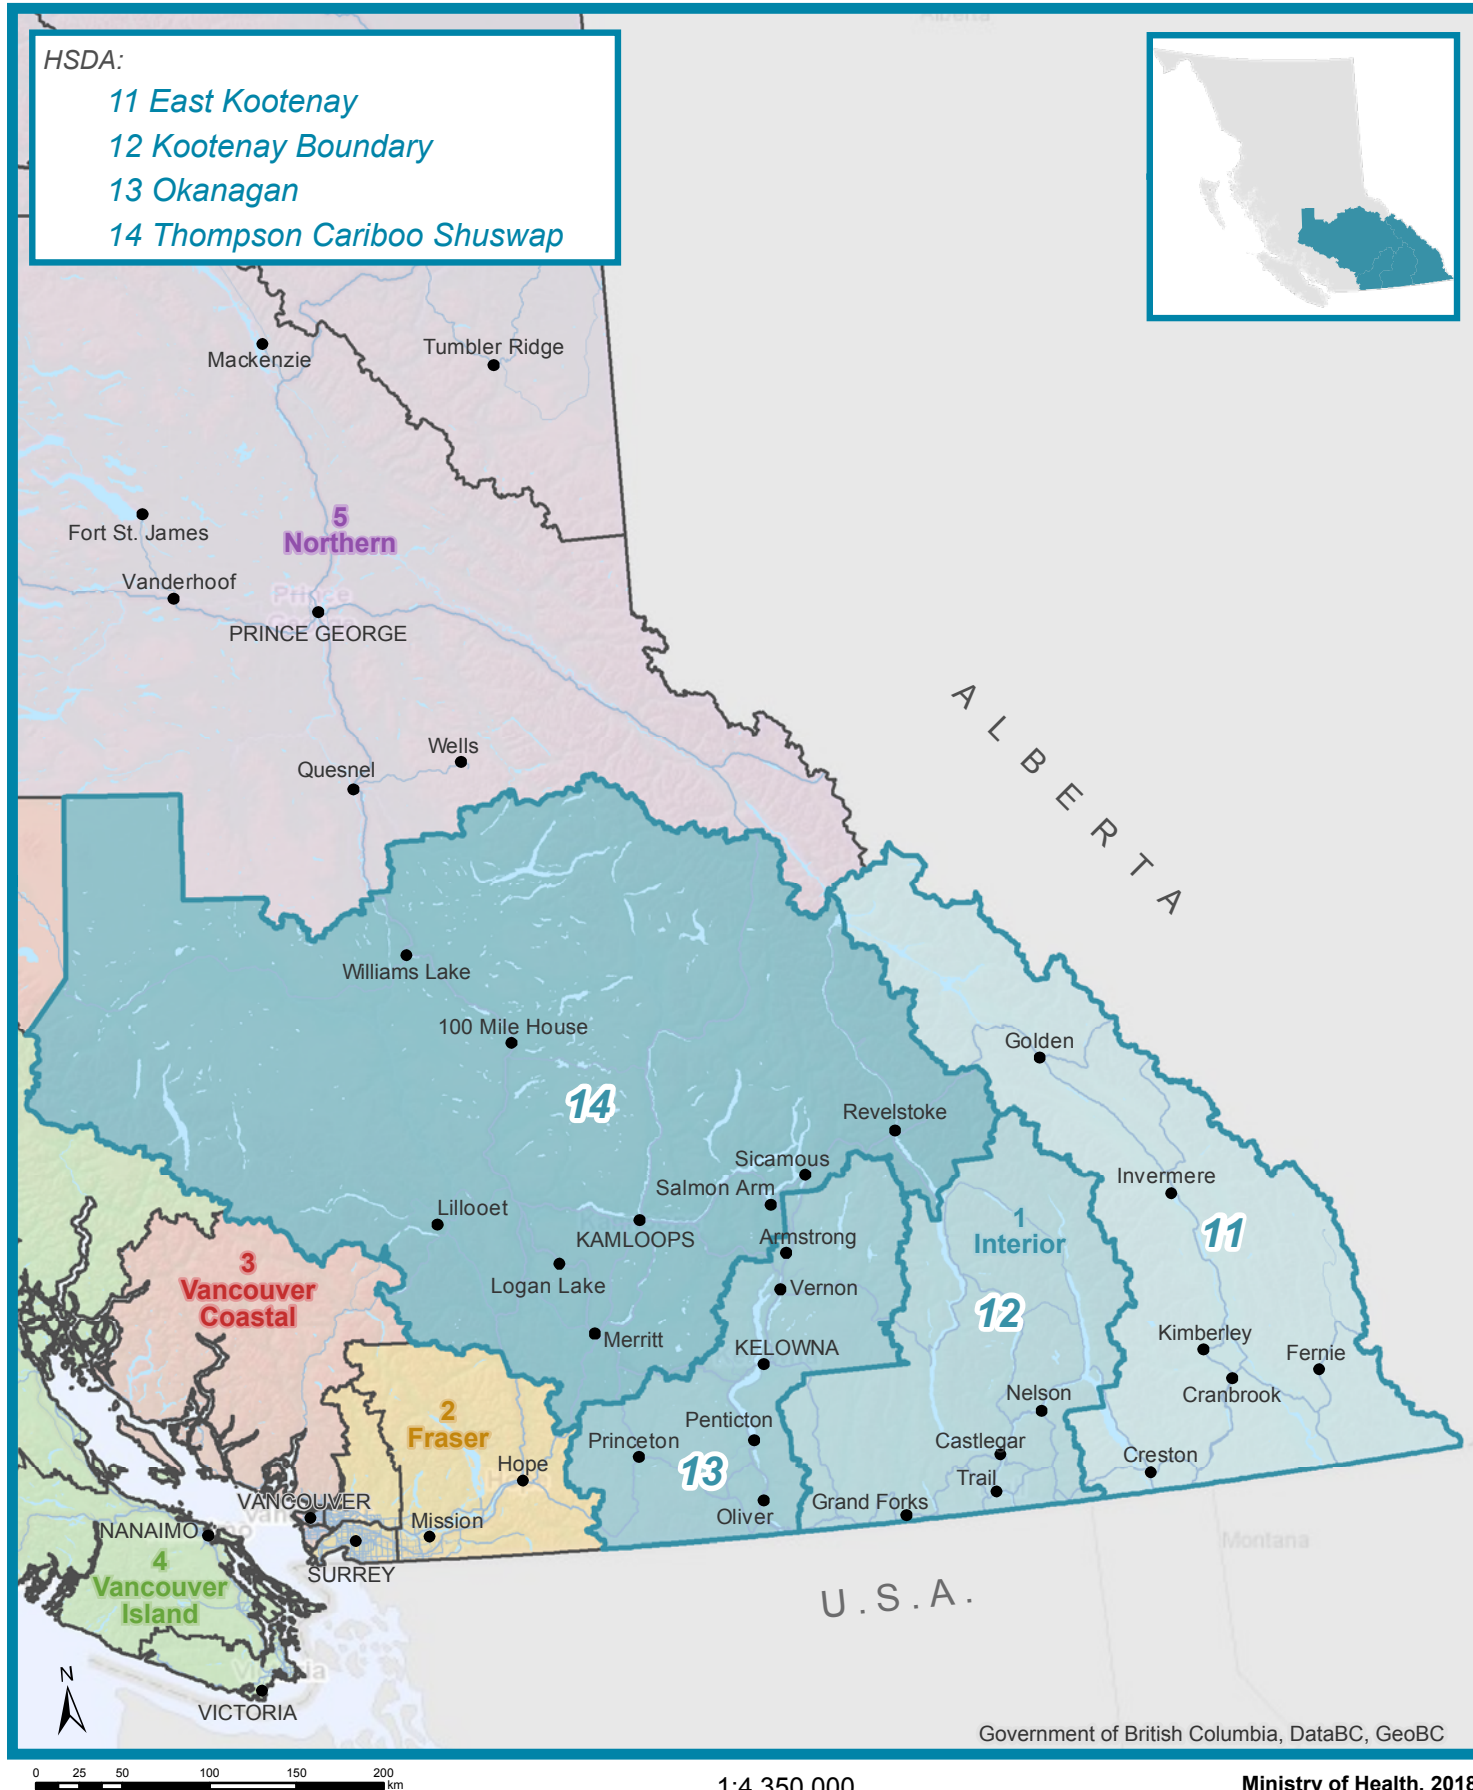 Alberta
HSDA:
11 East Kootenay
12 Kootenay Boundary
13 Okanagan
14 Thompson Cariboo Shuswap
Mackenzie
Tumbler Ridge
5
Northern
Fort St. James
Vanderhoof
Prince
George
PRINCE GEORGE
ALBERTA
Wells
Quesnel
Williams Lake
100 Mile House
Golden
14
Revelstoke
Sicamous
Salmon Arm
Invermere
Lillooet
KAMLOOPS
Armstrong
1
Interior
11
3
Vancouver
Coastal
Logan Lake
Vernon
12
Merritt
KELOWNA
Kimberley
Fernie
Cranbrook
Nelson
2
Fraser
Penticton
Princeton
Castlegar
Hope
13
Creston
Trail
VANCOUVER
Grand Forks
Oliver
Mission
NANAIMO
Montana
SURREY
4
Vancouver
Island
U.S.A.
N
Victoria
VICTORIA
Government of British Columbia, DataBC, GeoBC
0 25 50 100 150 200
km
1:4,350,000
Ministry of Health, 2018